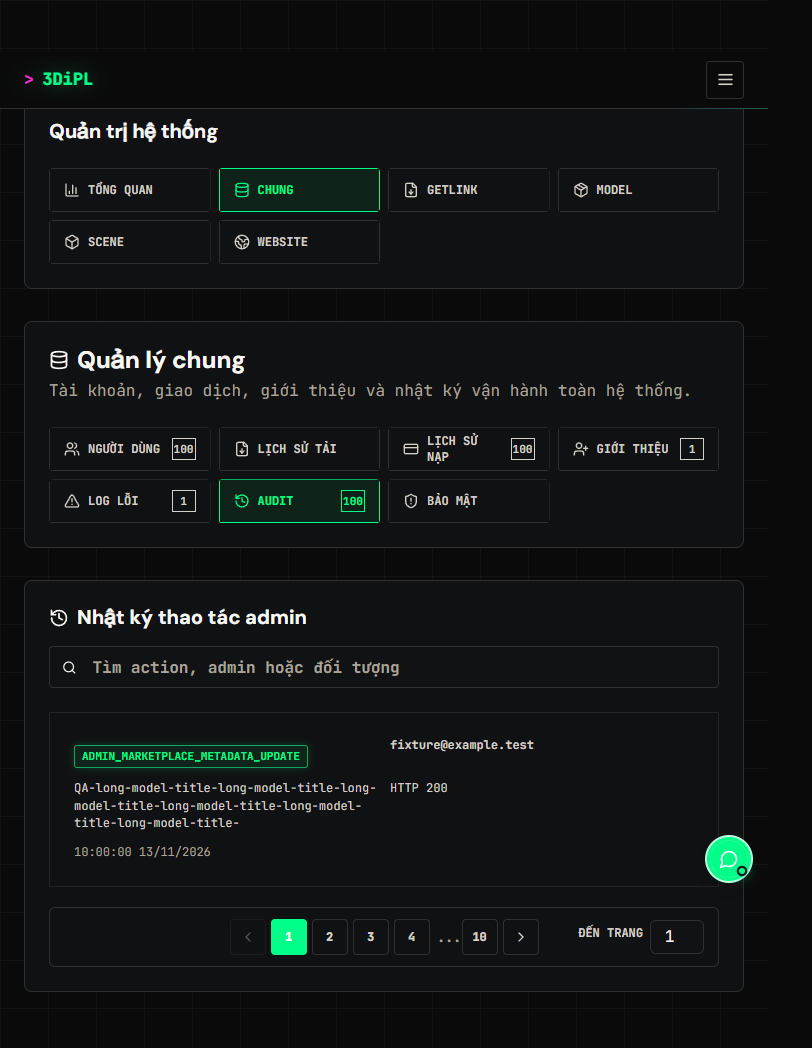 > 3DiPL
Quản trị hệ thống
TỔNG QUAN
CHUNG
GETLINK
MODEL
SCENE
WEBSITE
Quản lý chung
Tài khoản, giao dịch, giới thiệu và nhật ký vận hành toàn hệ thống.
NGƯỜI DÙNG 100
LỊCH SỬ TẢI
LỊCH SỬ
NẠP 100
GIỚI THIỆU 1
LOG LỖI 1
AUDIT 100
BẢO MẬT
Nhật ký thao tác admin
Tìm action, admin hoặc đối tượng
ADMIN_MARKETPLACE_METADATA_UPDATE
fixture@example.test
QA-long-model-title-long-model-title-long-
model-title-long-model-title-long-model-
title-long-model-title-
HTTP 200
10:00:00 13/11/2026
1 2 3 4 ... 10
ĐẾN TRANG 1